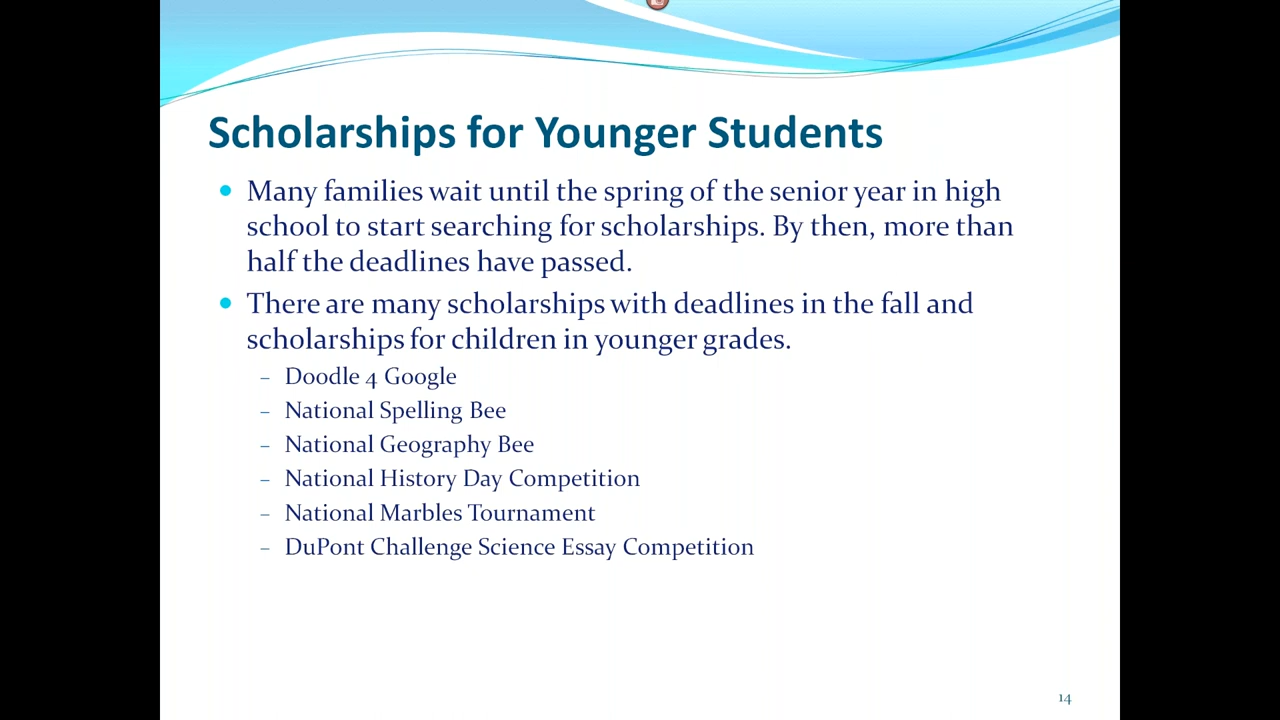 Scholarships for Younger Students
• Many families wait until the spring of the senior year in high
school to start searching for scholarships. By then, more than
half the deadlines have passed.
• There are many scholarships with deadlines in the fall and
scholarships for children in younger grades.
– Doodle 4 Google
– National Spelling Bee
– National Geography Bee
– National History Day Competition
– National Marbles Tournament
– DuPont Challenge Science Essay Competition
14